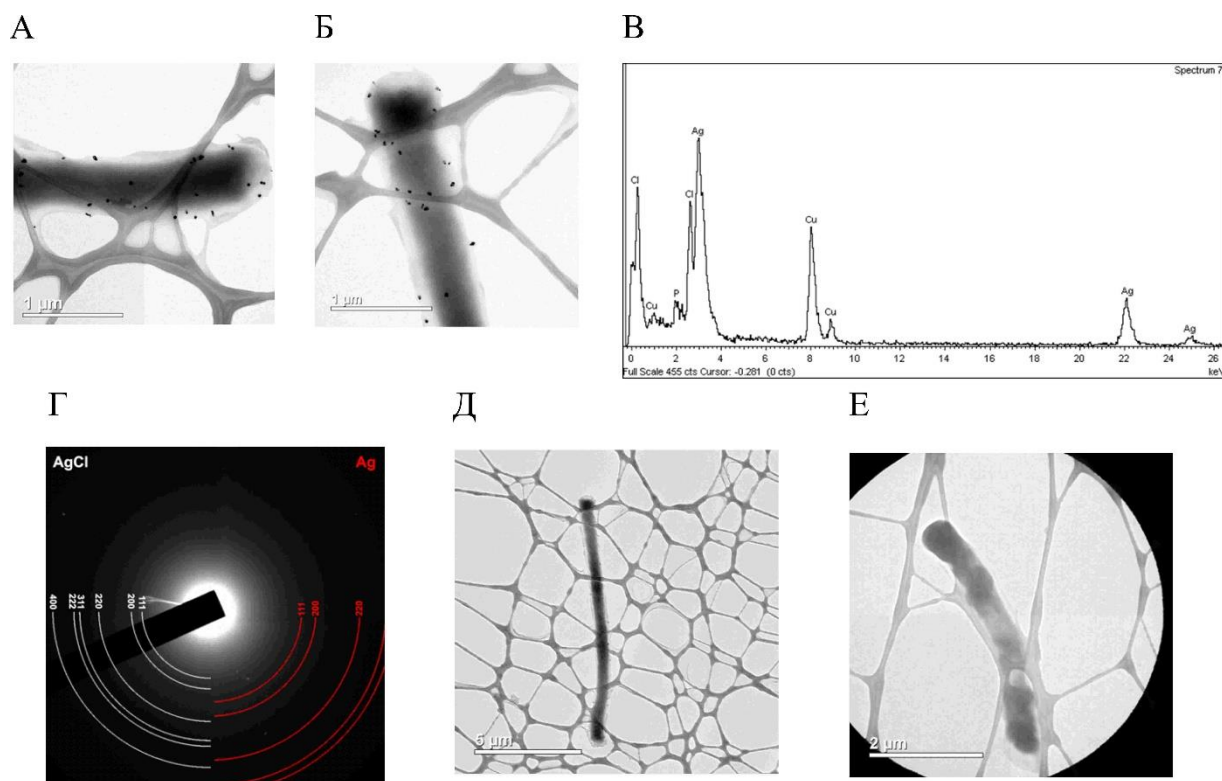 А
Б
В
1 µm
1 µm
Spectrum 7
Ag
Cl
Cl
Cu
Cu
P
Cu
Ag
Ag
0 2 4 6 8 10 12 14 16 18 20 22 24 26
Full Scale 455 cts Cursor: -0.281 (0 cts)
keV
Г
Д
Е
AgCl
Ag
400
222
311
220
200
111
111
200
220
5 µm
2 µm